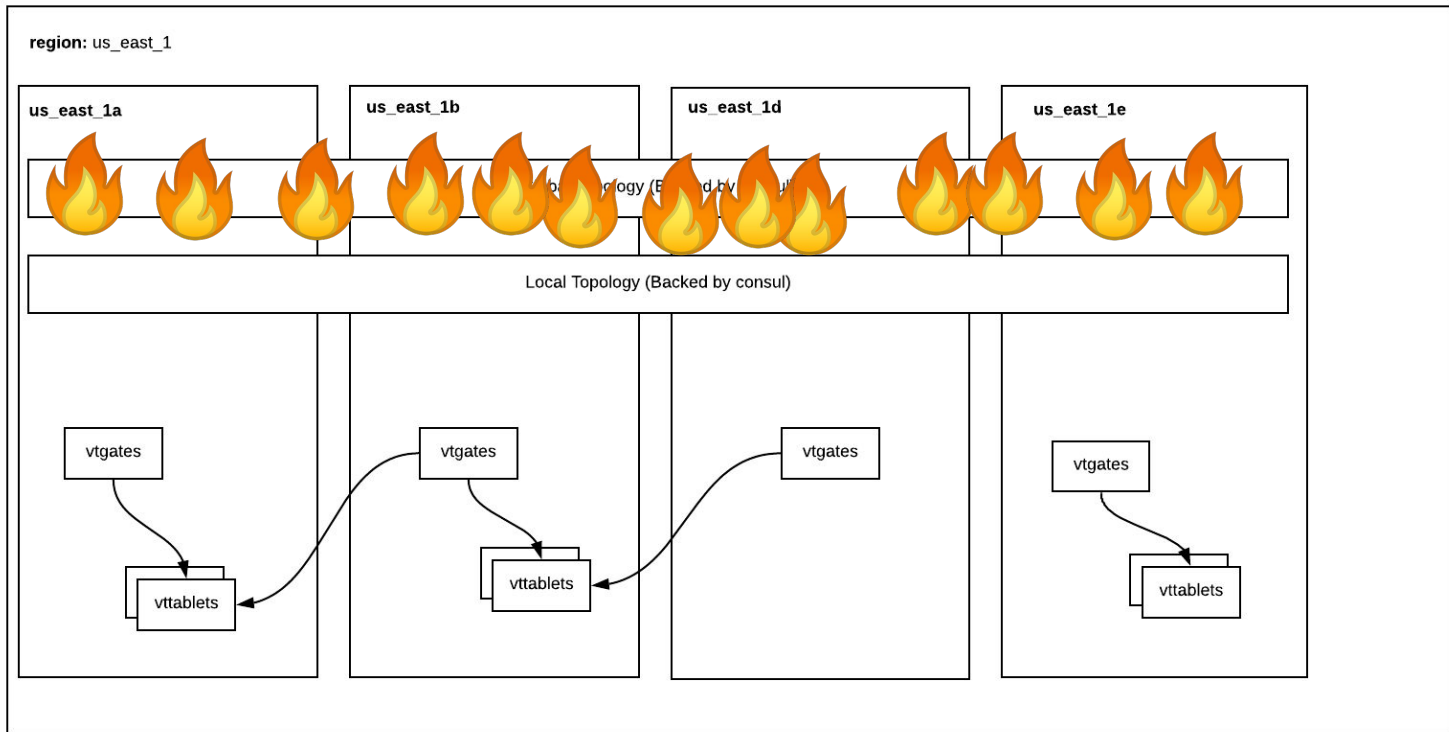 region: us_east_1
us_east_1a
us_east_1b
us_east_1d
us_east_1e
Local Topology (Backed by consul)
vtgates
vtgates
vtgates
vtgates
vttablets
vttablets
vttablets